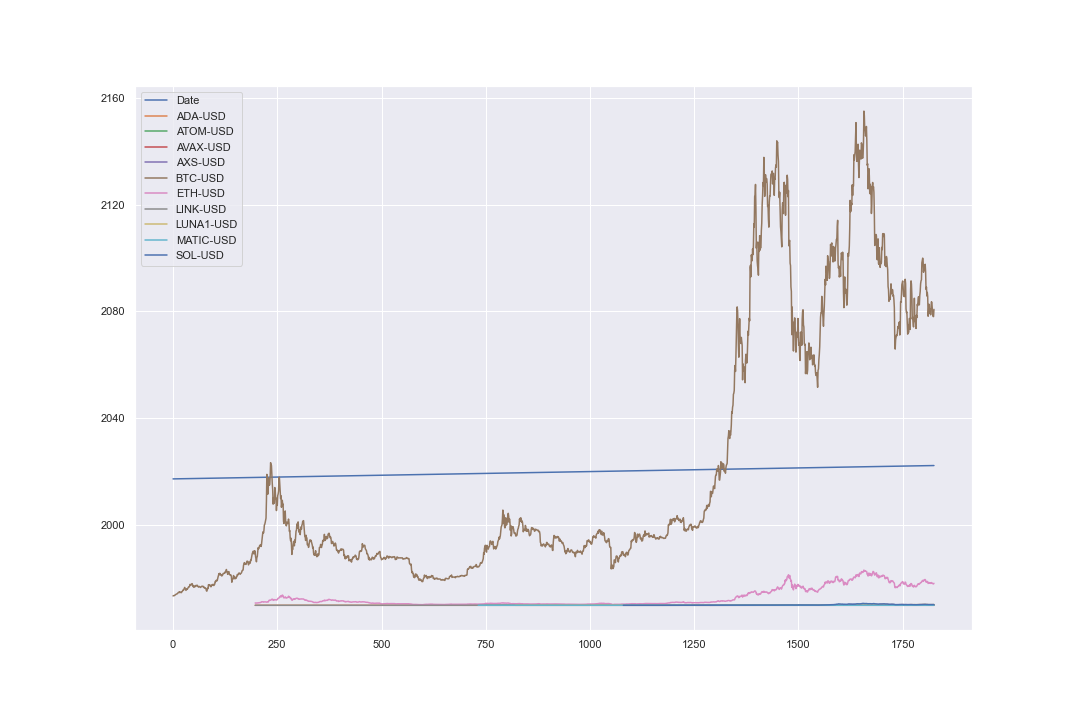 2160
2120
2080
2040
2000
Date
ADA-USD
ATOM-USD
AVAX-USD
AXS-USD
BTC-USD
ETH-USD
LINK-USD
LUNA1-USD
MATIC-USD
SOL-USD
0 250 500 750 1000 1250 1500 1750